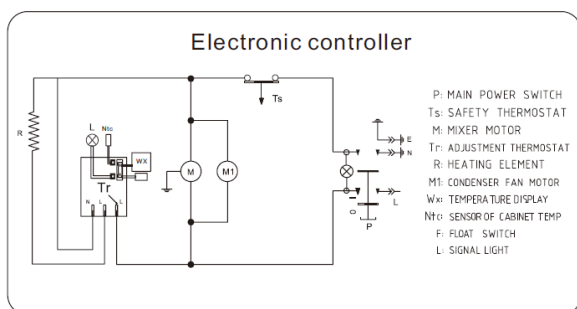 Electronic controller
Ts
R
L
Ntc
WX
Tr
N L L
M
M1
E
N
L
I
O
P
P: MAIN POWER SWITCH
Ts: SAFETY THERMOSTAT
M: MIXER MOTOR
Tr: ADJUSTMENT THERMOSTAT
R: HEATING ELEMENT
M1: CONDENSER FAN MOTOR
Wx: TEMPERATURE DISPLAY
Ntc: SENSOR OF CABINET TEMP
F: FLOAT SWITCH
L: SIGNAL LIGHT